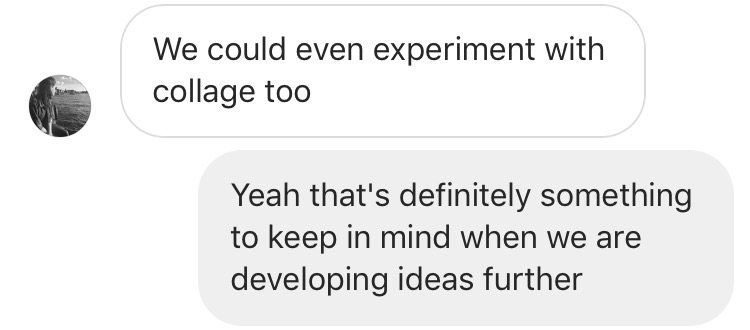 We could even experiment with
collage too
Yeah that's definitely something
to keep in mind when we are
developing ideas further